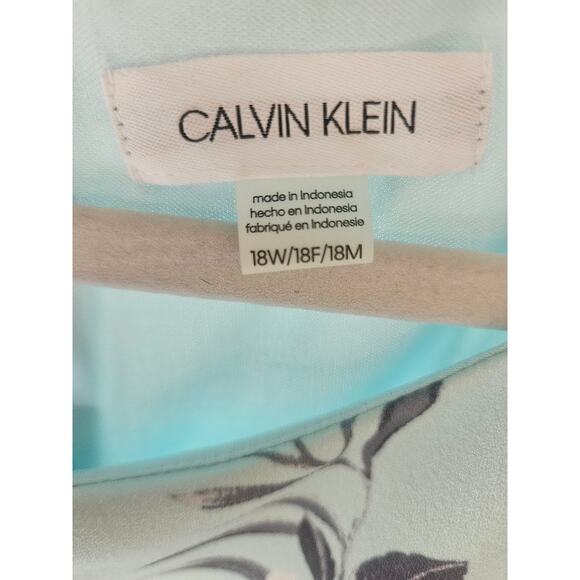 CALVIN KLEIN
made in Indonesia
hecho en Indonesia
fabriqué en Indonesie
18W/18F/18M